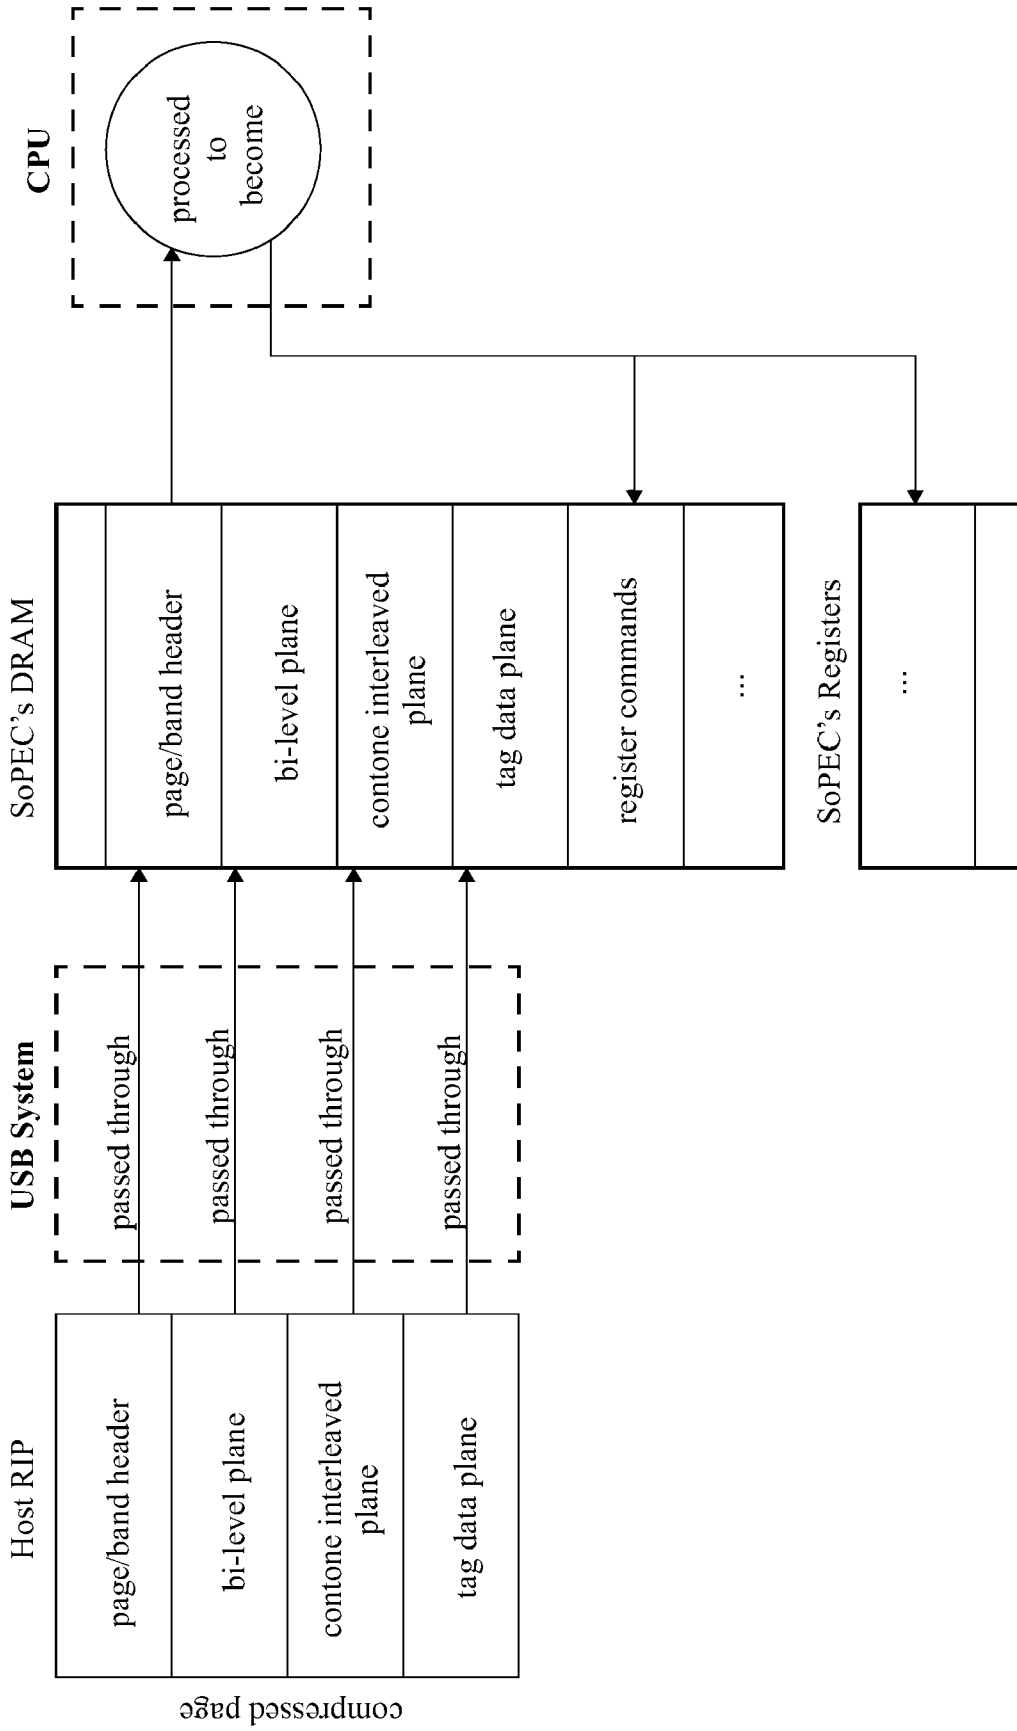 Host RIP
compressed page
page/band header
bi-level plane
contone interleaved
plane
tag data plane
USB System
passed through
passed through
passed through
passed through
SoPEC's DRAM
page/band header
bi-level plane
contone interleaved
plane
tag data plane
register commands
...
SoPEC's Registers
...
CPU
processed
to
become